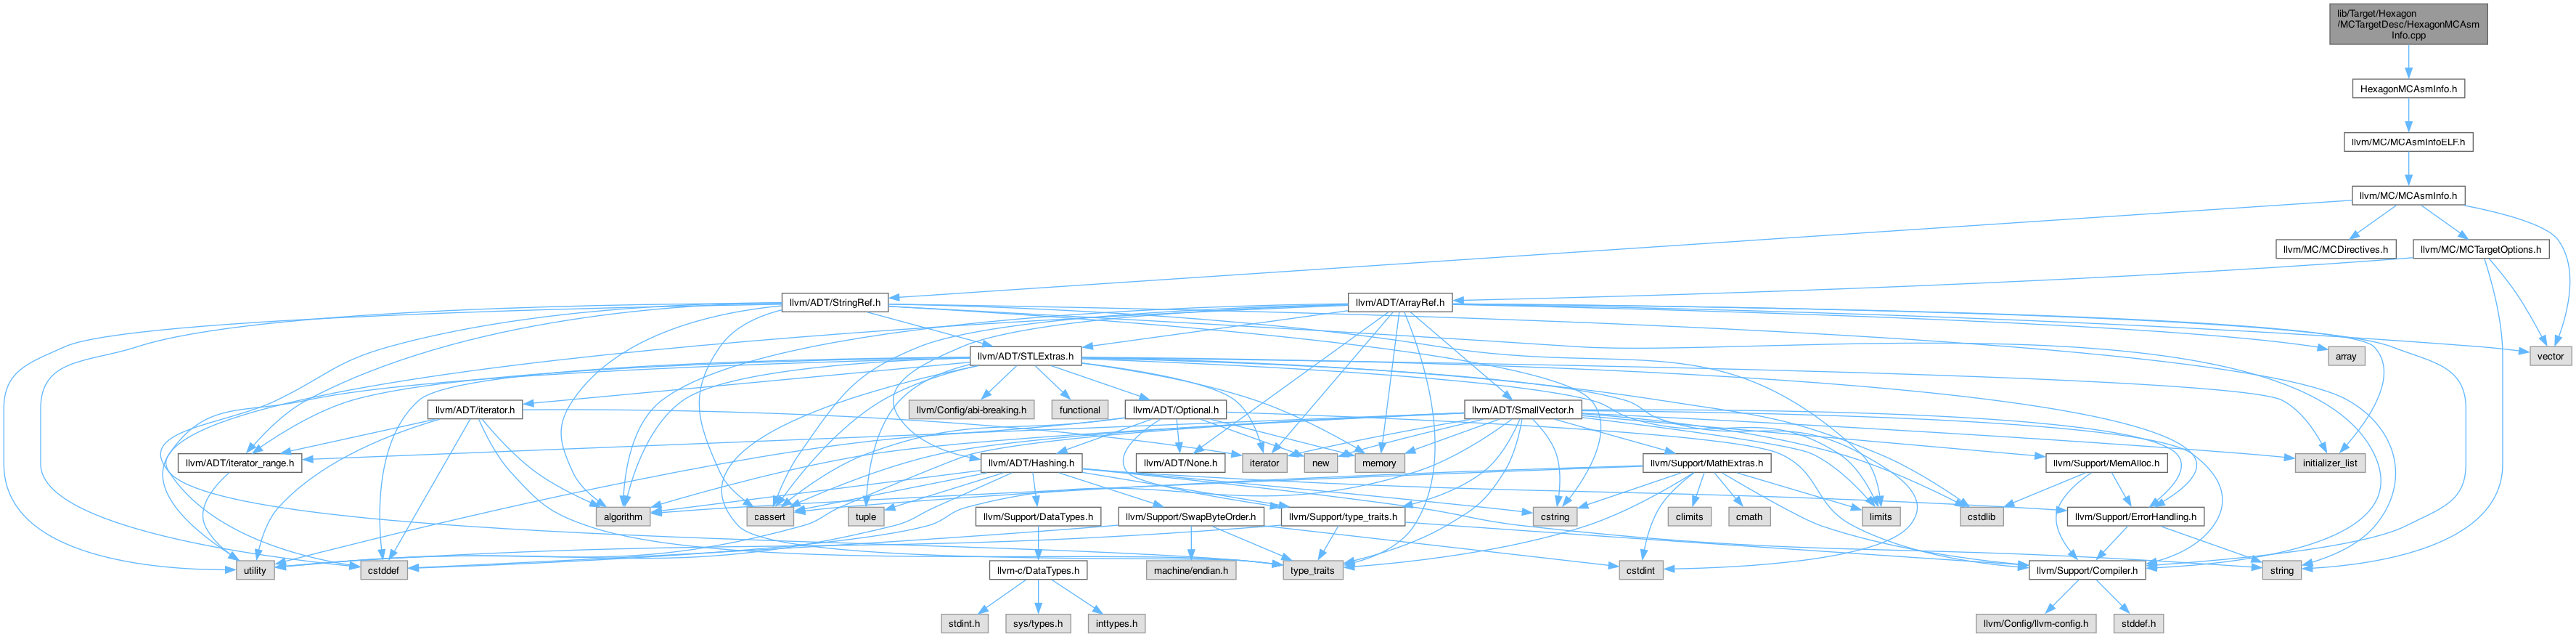 lib/Target/Hexagon
/MCTargetDesc/HexagonMCAsm
Info.cpp
HexagonMCAsmInfo.h
llvm/MC/MCAsmInfoELF.h
llvm/MC/MCAsmInfo.h
llvm/MC/MCDirectives.h
llvm/MC/MCTargetOptions.h
llvm/ADT/StringRef.h
llvm/ADT/ArrayRef.h
llvm/ADT/STLExtras.h
array
vector
llvm/ADT/iterator.h
llvm/Config/abi-breaking.h
functional
llvm/ADT/Optional.h
llvm/ADT/SmallVector.h
llvm/ADT/iterator_range.h
llvm/ADT/Hashing.h
llvm/ADT/None.h
iterator
new
memory
llvm/Support/MathExtras.h
llvm/Support/MemAlloc.h
initializer_list
algorithm
cassert
tuple
llvm/Support/DataTypes.h
llvm/Support/SwapByteOrder.h
llvm/Support/type_traits.h
cstring
climits
cmath
limits
cstdlib
llvm/Support/ErrorHandling.h
utility
cstddef
llvm-c/DataTypes.h
machine/endian.h
type_traits
cstdint
llvm/Support/Compiler.h
string
stdint.h
sys/types.h
inttypes.h
llvm/Config/llvm-config.h
stddef.h